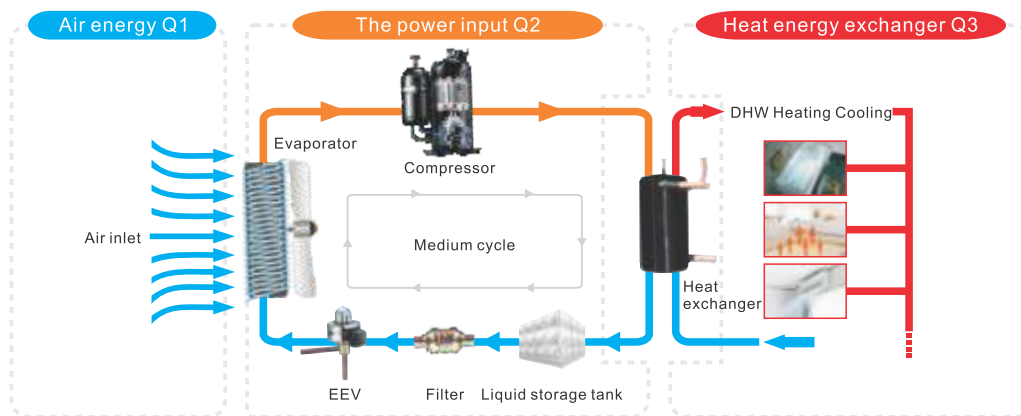 Air energy Q1
The power input Q2
Heat energy exchanger Q3
Evaporator
Compressor
DHW Heating Cooling
Air inlet
Medium cycle
Heat
exchanger
EEV
Filter
Liquid storage tank